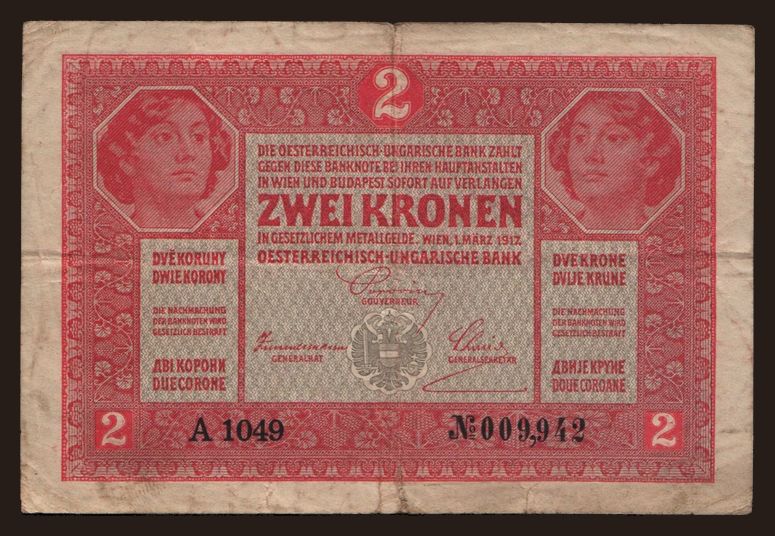 2
DIE OESTERREICHISCH-UNGARISCHE BANK ZAHLT
GEGEN DIESE BANKNOTE BEI IHREN HAUPTANSTALTEN
IN WIEN UND BUDAPEST SOFORT AUF VERLANGEN
ZWEI KRONEN
IN GESETZLICHEM METALLGELDE. WIEN, 1. MÄRZ 1917.
OESTERREICHISCH-UNGARISCHE BANK
GOUVERNEUR
GENERALRAT
GENERALSEKRETÄR
DVĚ KORUNY
DWIE KORONY
DIE NACHMACHUNG
DER BANKNOTEN WIRD
GESETZLICH BESTRAFT
ДВІ КОРОНИ
DUE CORONE
DVE KRONE
DVIJE KRUNE
DIE NACHMACHUNG
DER BANKNOTEN WIRD
GESETZLICH BESTRAFT
ДВИЈЕ КРУНЕ
DOUE COROANE
2
A 1049
№ 009,942
2